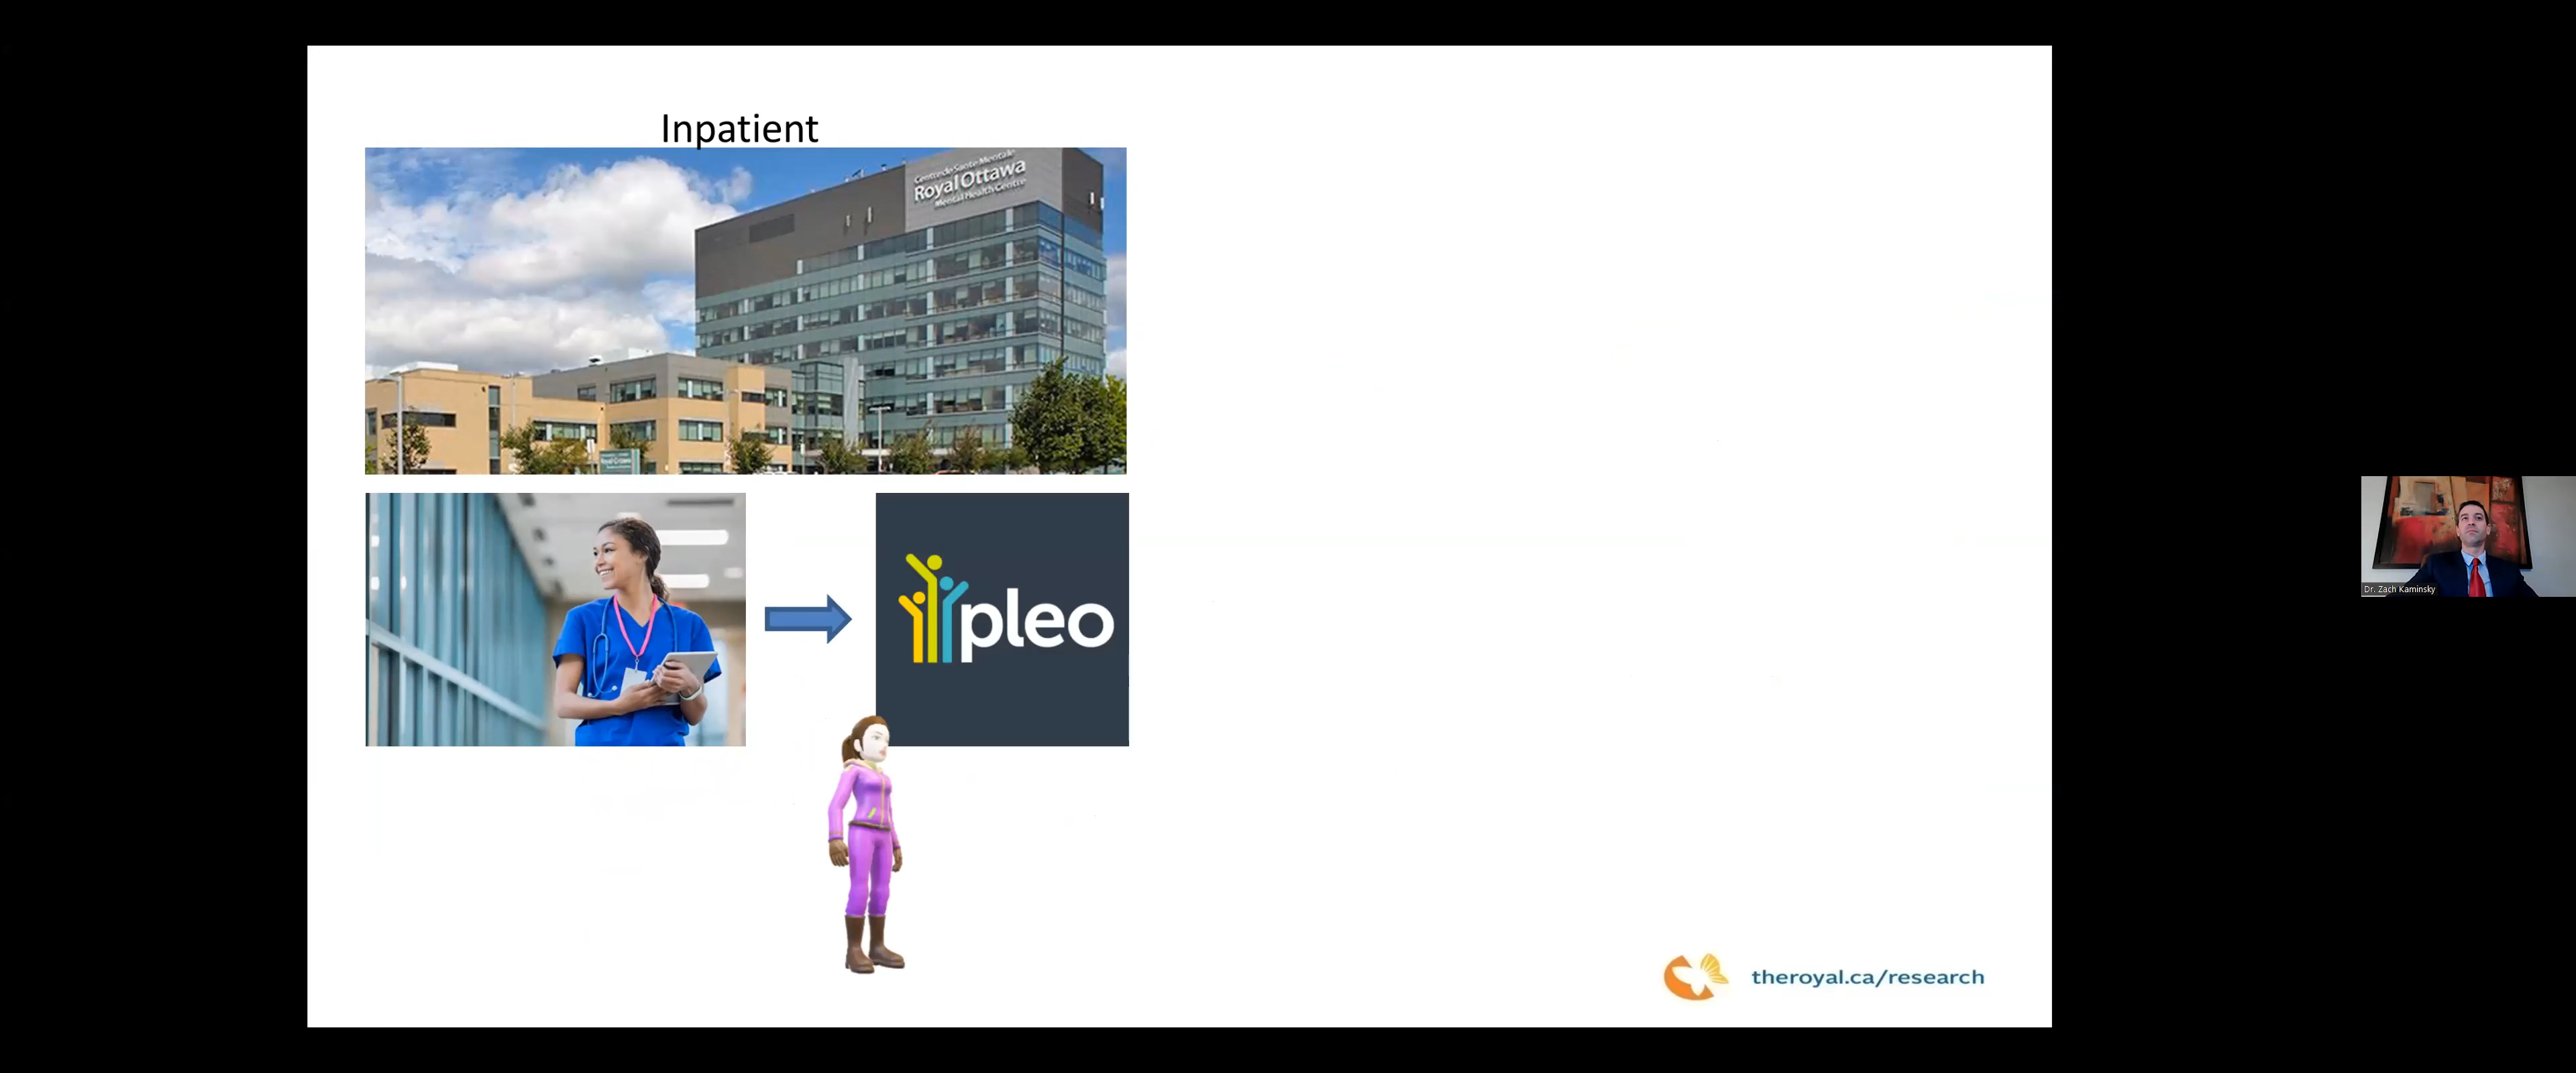 Inpatient
Centre de Santé Mentale
Royal Ottawa
Mental Health Centre
pleo
Dr. Zach Kaminsky
theroyal.ca/research